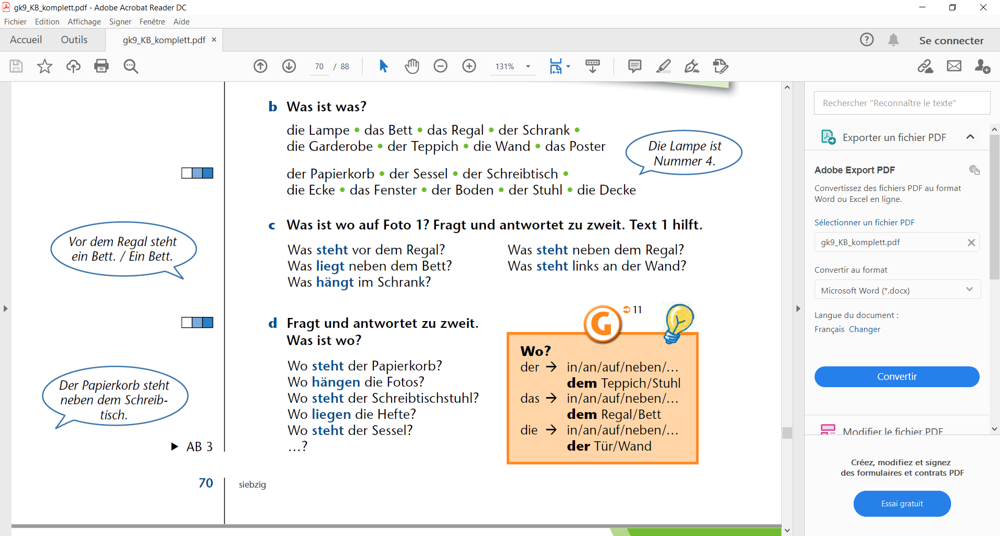 gk9_KB_komplett.pdf - Adobe Acrobat Reader DC
Fichier Edition Affichage Signer Fenêtre Aide
Accueil Outils gk9_KB_komplett.pdf × Se connecter
70 / 88 131%
b Was ist was?
die Lampe • das Bett • das Regal • der Schrank •
die Garderobe • der Teppich • die Wand • das Poster
Die Lampe ist
Nummer 4.
der Papierkorb • der Sessel • der Schreibtisch •
die Ecke • das Fenster • der Boden • der Stuhl • die Decke
c Was ist wo auf Foto 1? Fragt und antwortet zu zweit. Text 1 hilft.
Vor dem Regal steht
ein Bett. / Ein Bett.
Was steht vor dem Regal?
Was liegt neben dem Bett?
Was hängt im Schrank?
Was steht neben dem Regal?
Was steht links an der Wand?
d Fragt und antwortet zu zweit.
Was ist wo?
Der Papierkorb steht
neben dem Schreib-
tisch.
Wo steht der Papierkorb?
Wo hängen die Fotos?
Wo steht der Schreibtischstuhl?
Wo liegen die Hefte?
Wo steht der Sessel?
...?
G 11
Wo?
der → in/an/auf/neben/...
dem Teppich/Stuhl
das → in/an/auf/neben/...
dem Regal/Bett
die → in/an/auf/neben/...
der Tür/Wand
▶ AB 3
70 siebzig
Rechercher "Reconnaître le texte"
Exporter un fichier PDF
Adobe Export PDF
Convertissez des fichiers PDF au format
Word ou Excel en ligne.
Sélectionner un fichier PDF
gk9_KB_komplett.pdf
Convertir au format
Microsoft Word (*.docx)
Langue du document :
Français Changer
Convertir
Modifier le fichier PDF
Créez, modifiez et signez
des formulaires et contrats PDF
Essai gratuit